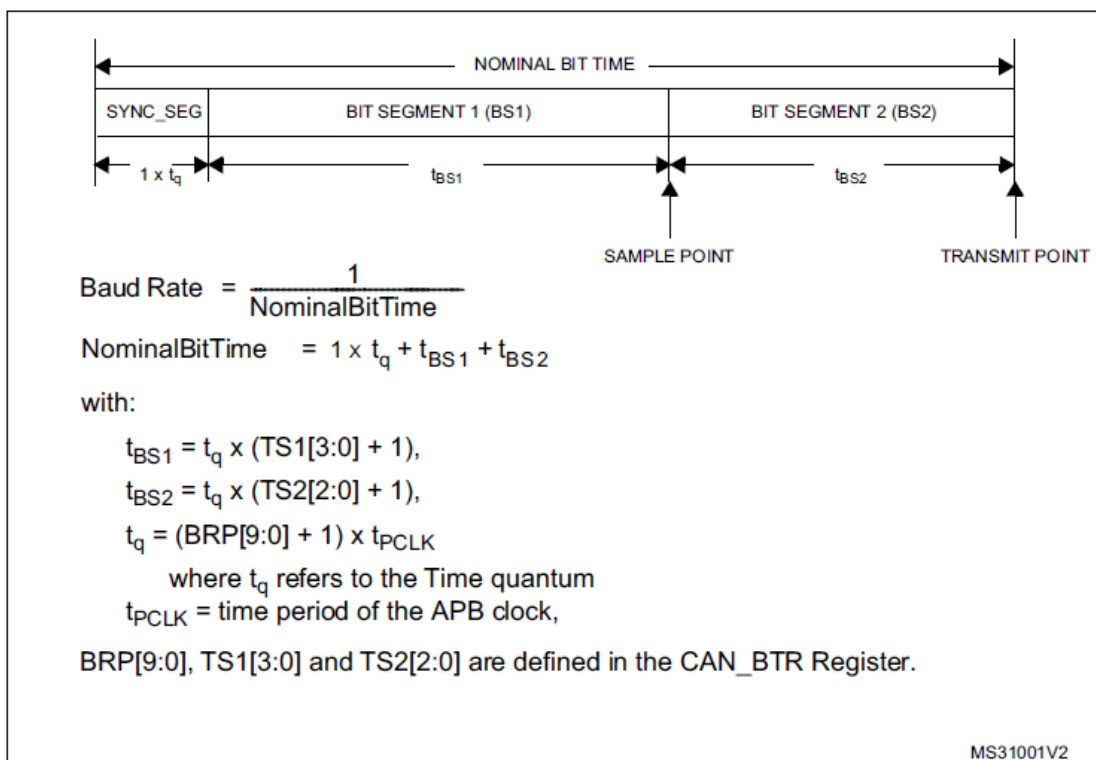 NOMINAL BIT TIME
SYNC_SEG BIT SEGMENT 1 (BS1) BIT SEGMENT 2 (BS2)
1 x tq tBS1 tBS2
SAMPLE POINT TRANSMIT POINT
Baud Rate = 1
NominalBitTime
NominalBitTime = 1 x tq + tBS1 + tBS2
with:
tBS1 = tq x (TS1[3:0] + 1),
tBS2 = tq x (TS2[2:0] + 1),
tq = (BRP[9:0] + 1) x tPCLK
where tq refers to the Time quantum
tPCLK = time period of the APB clock,
BRP[9:0], TS1[3:0] and TS2[2:0] are defined in the CAN_BTR Register.
MS31001V2